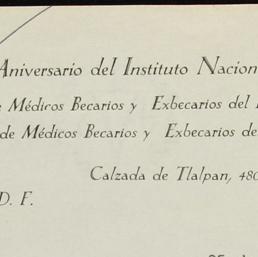 Aniversario del Instituto Nacion
Médicos Becarios y Exbecarios del
de Médicos Becarios y Exbecarios de
Calzada de Tlalpan, 480
D. F.